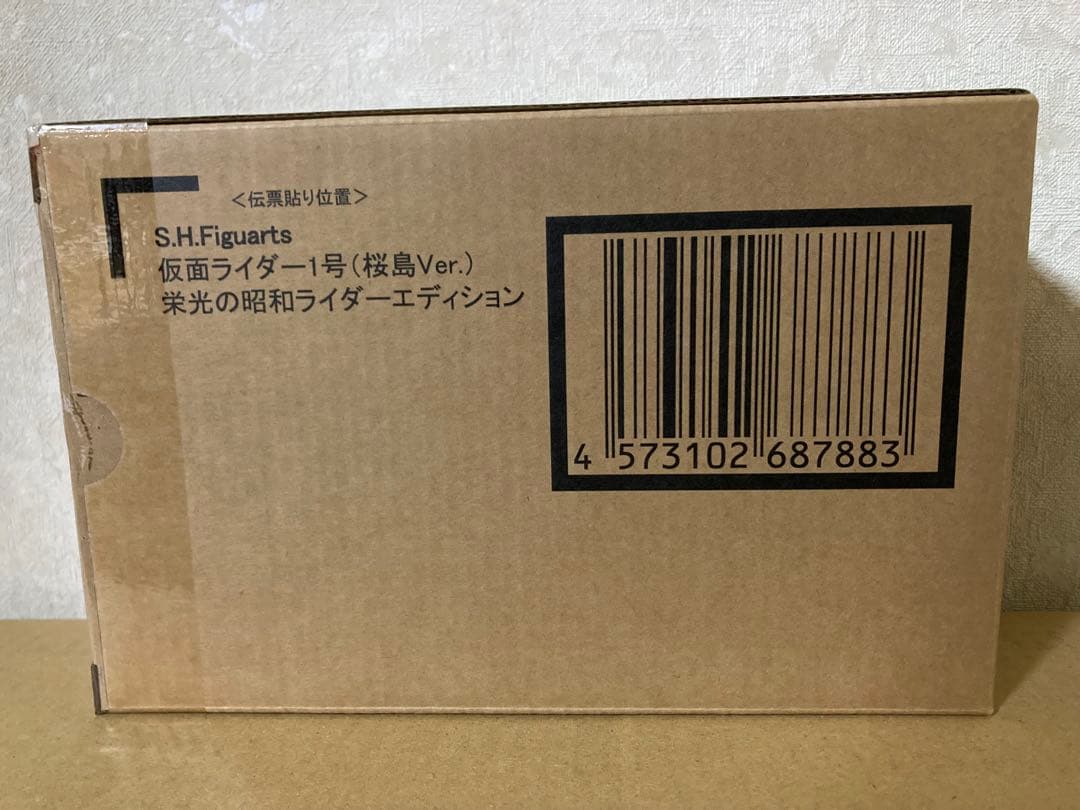 <伝票貼り位置>
S.H.Figuarts
仮面ライダー1号(桜島Ver.)
栄光の昭和ライダーエディション
4 573102 687883